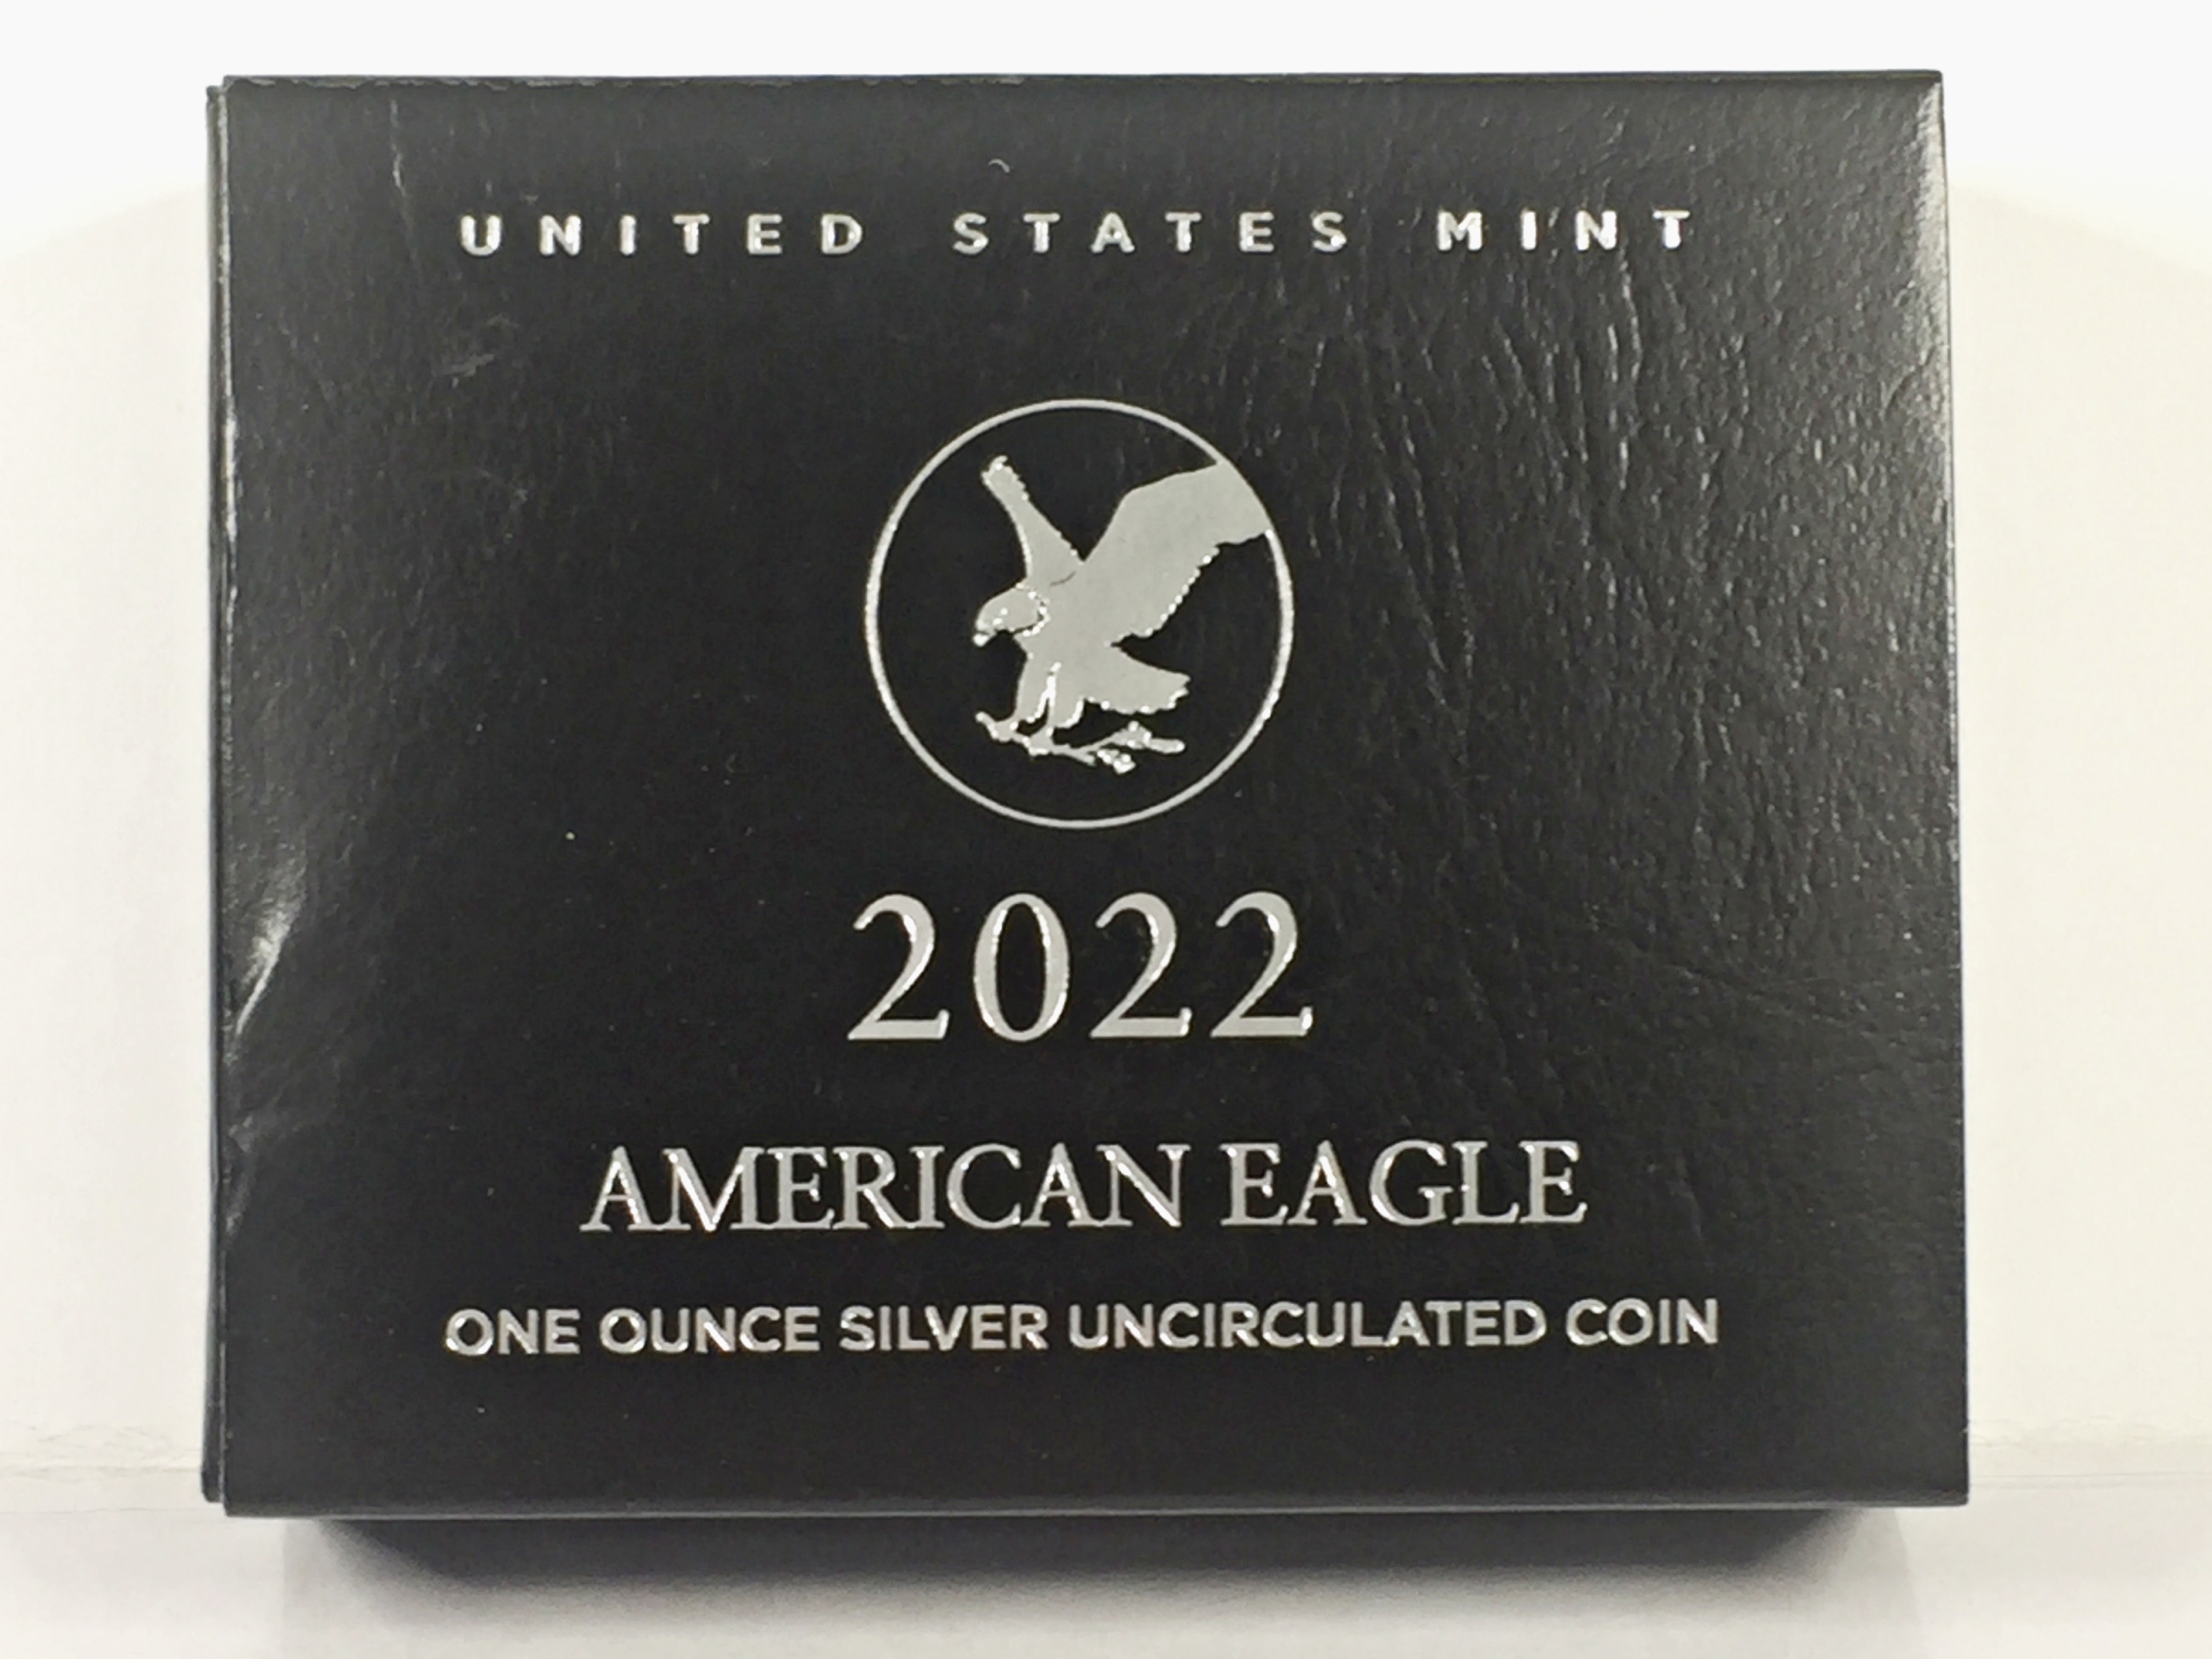 UNITED STATES MINT
2022
AMERICAN EAGLE
ONE OUNCE SILVER UNCIRCULATED COIN